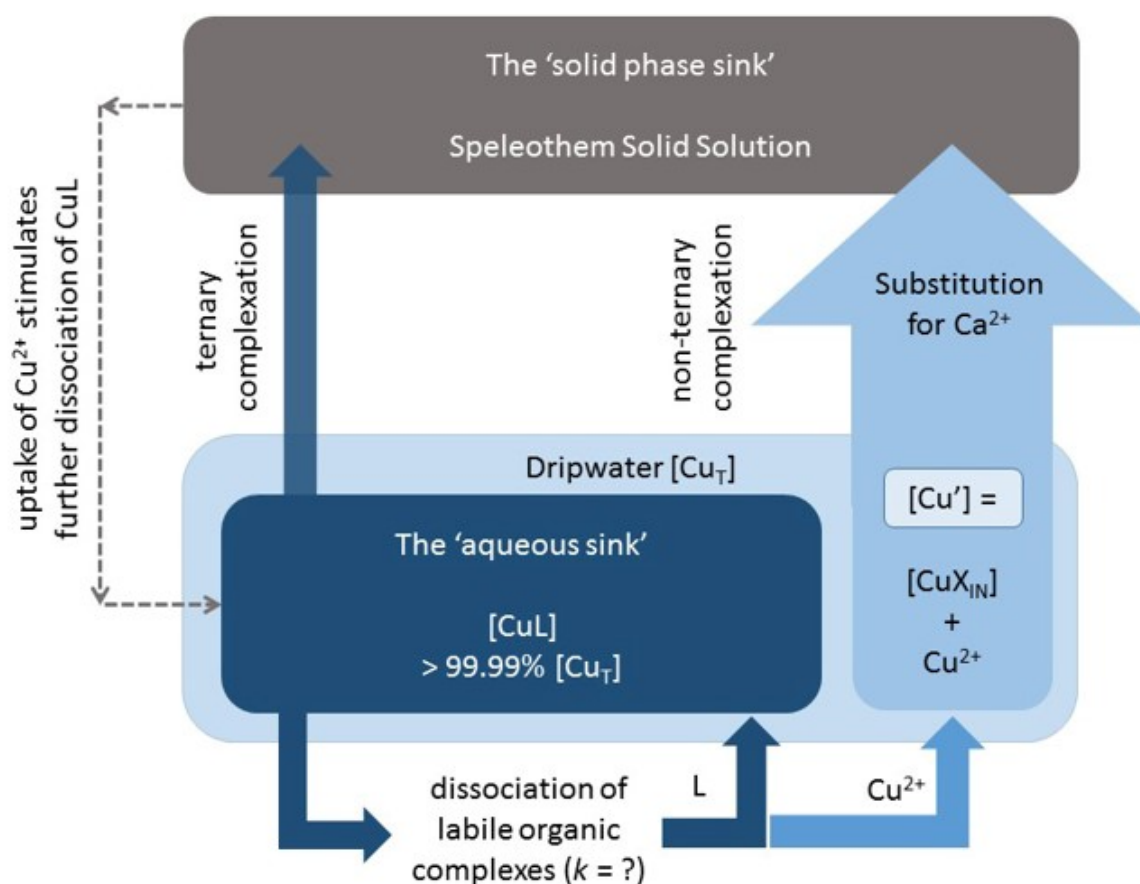 The ‘solid phase sink’
Speleothem Solid Solution
uptake of Cu²⁺ stimulates
further dissociation of CuL
ternary
complexation
non-ternary
complexation
Substitution
for Ca²⁺
Dripwater [Cu_T]
The ‘aqueous sink’
[CuL]
> 99.99% [Cu_T]
[Cu’] =
[CuX_IN]
+
Cu²⁺
dissociation of
labile organic
complexes (k = ?)
L
Cu²⁺